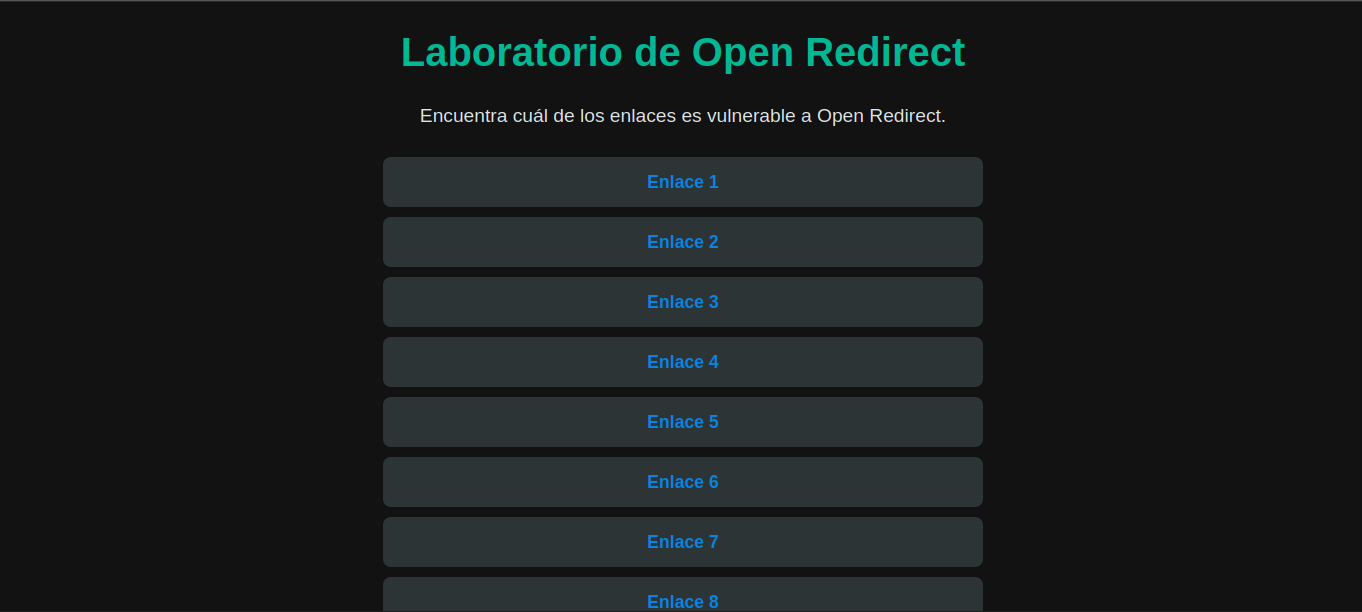 Laboratorio de Open Redirect
Encuentra cuál de los enlaces es vulnerable a Open Redirect.
Enlace 1
Enlace 2
Enlace 3
Enlace 4
Enlace 5
Enlace 6
Enlace 7
Enlace 8